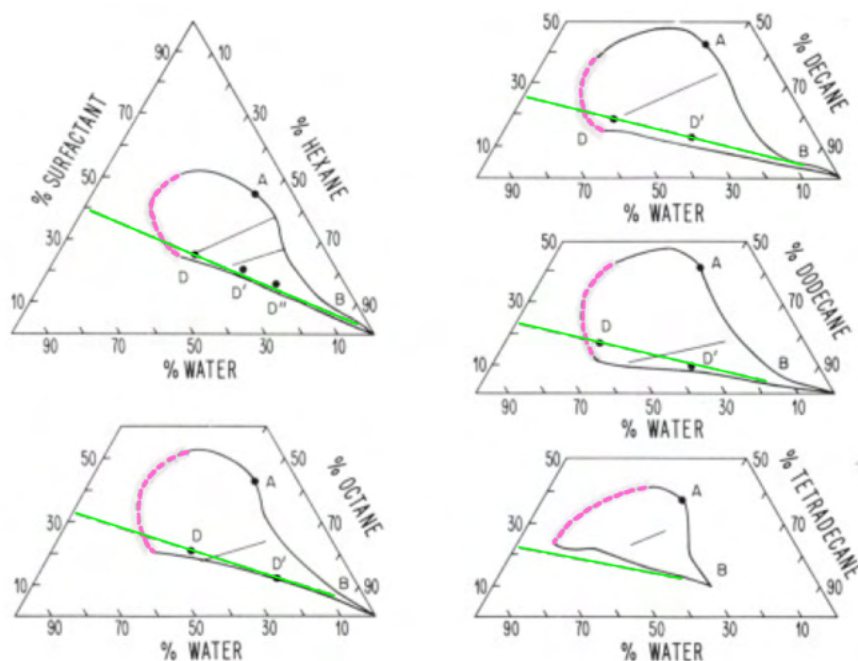 90
10
70
30
% SURFACTANT
% HEXANE
50
50
A
30
70
D
D'
D"
10
B
90
90 70 50 30 10
% WATER
50
50
A
% OCTANE
30
70
D
D'
10
B
90
90 70 50 30 10
% WATER
50
50
A
% DECANE
30
70
D
D'
10
B
90
90 70 50 30 10
% WATER
50
50
A
% DODECANE
30
70
D
D'
10
B
90
90 70 50 30 10
% WATER
50
50
A
% TETRADECANE
30
70
10
B
90
90 70 50 30 10
% WATER